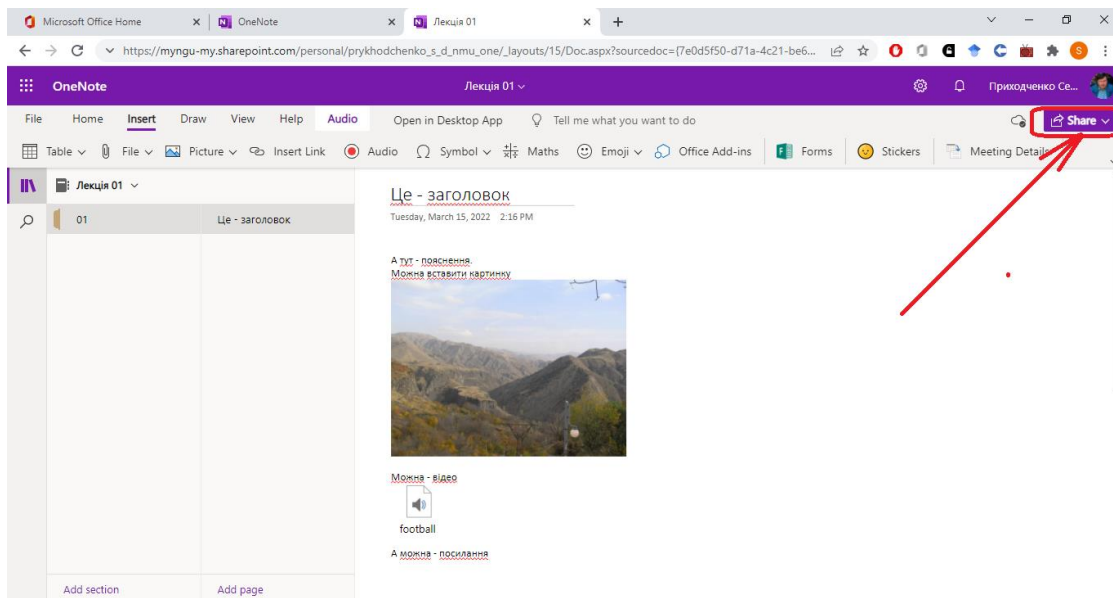 Microsoft Office Home
OneNote
Лекція 01
https://myngu-my.sharepoint.com/personal/prykhodchenko_s_d_nmu_one/_layouts/15/Doc.aspx?sourcedoc={7e0d5f50-d71a-4c21-be6...
OneNote
Лекція 01
Приходченко Се...
File Home Insert Draw View Help Audio Open in Desktop App Tell me what you want to do Share
Table File Picture Insert Link Audio Symbol Maths Emoji Office Add-ins Forms Stickers Meeting Details
Лекція 01
01 Це - заголовок
Це - заголовок
Tuesday, March 15, 2022 2:16 PM
А тут - пояснення.
Можна вставити картинку
Можна - відео
football
А можна - посилання
Add section Add page